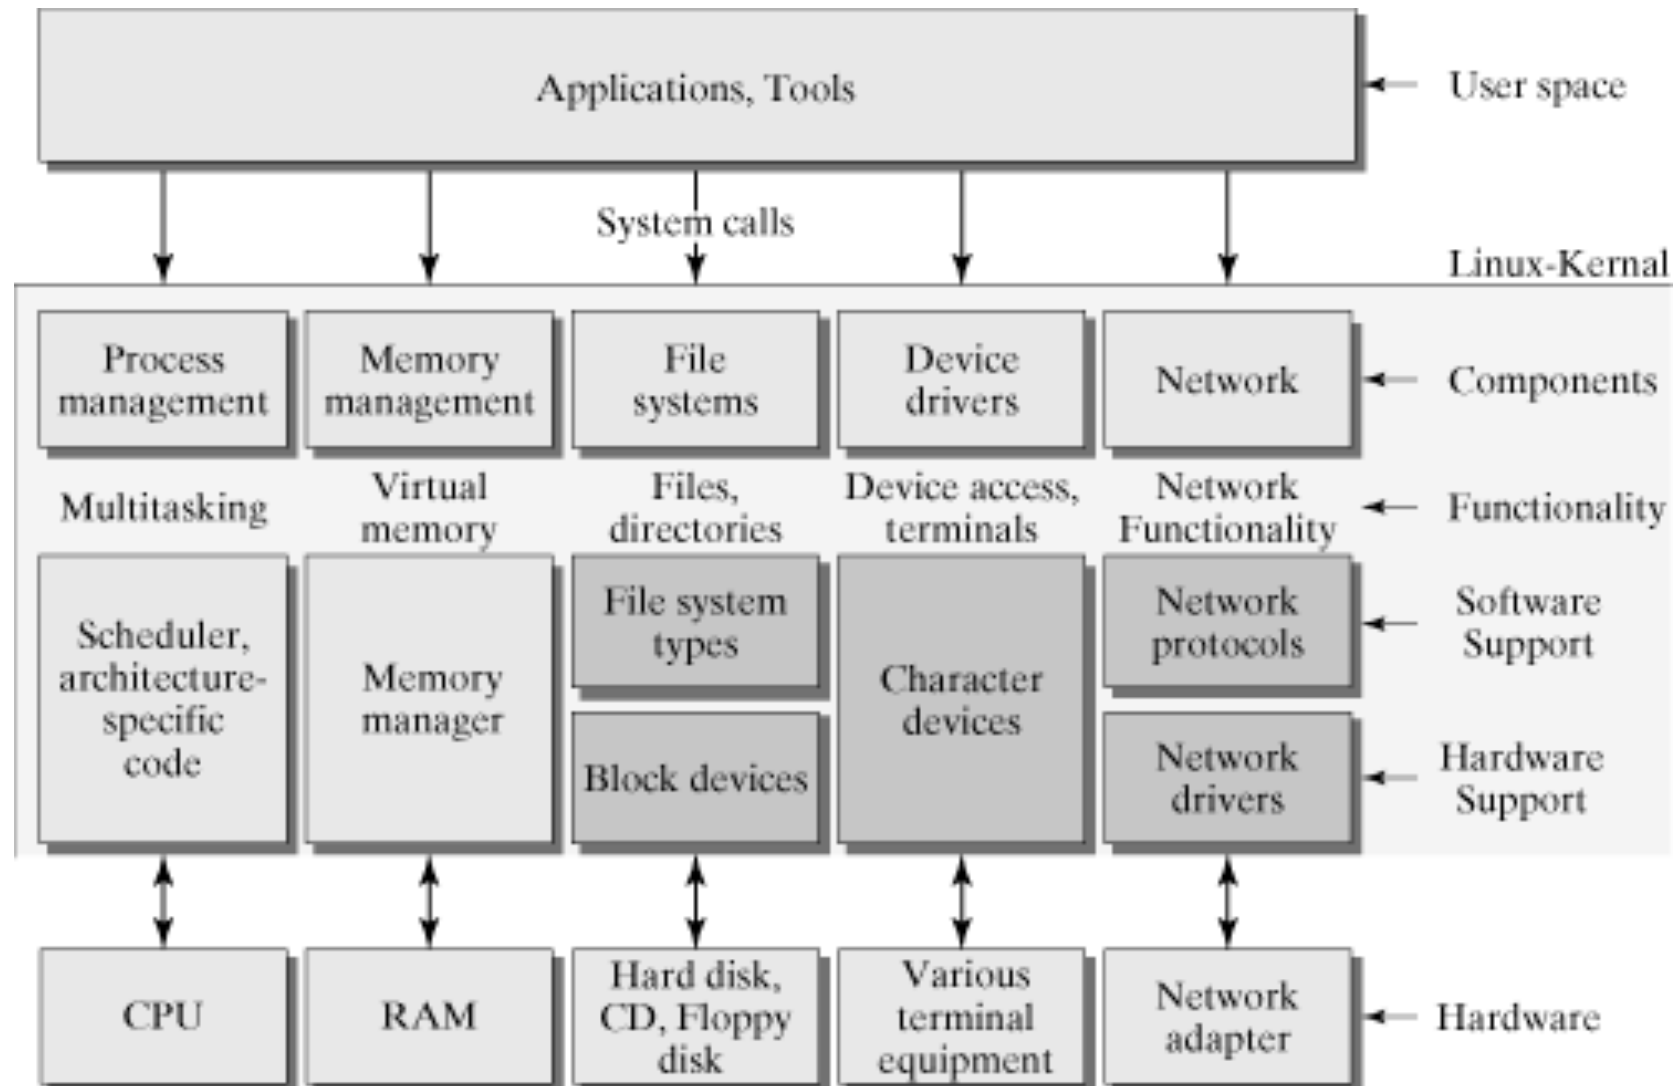 Applications, Tools
User space
System calls
Linux-Kernal
Process
management
Memory
management
File
systems
Device
drivers
Network
Components
Multitasking
Virtual
memory
Files,
directories
Device access,
terminals
Network
Functionality
Functionality
Scheduler,
architecture-
specific
code
Memory
manager
File system
types
Block devices
Character
devices
Network
protocols
Network
drivers
Software
Support
Hardware
Support
CPU
RAM
Hard disk,
CD, Floppy
disk
Various
terminal
equipment
Network
adapter
Hardware